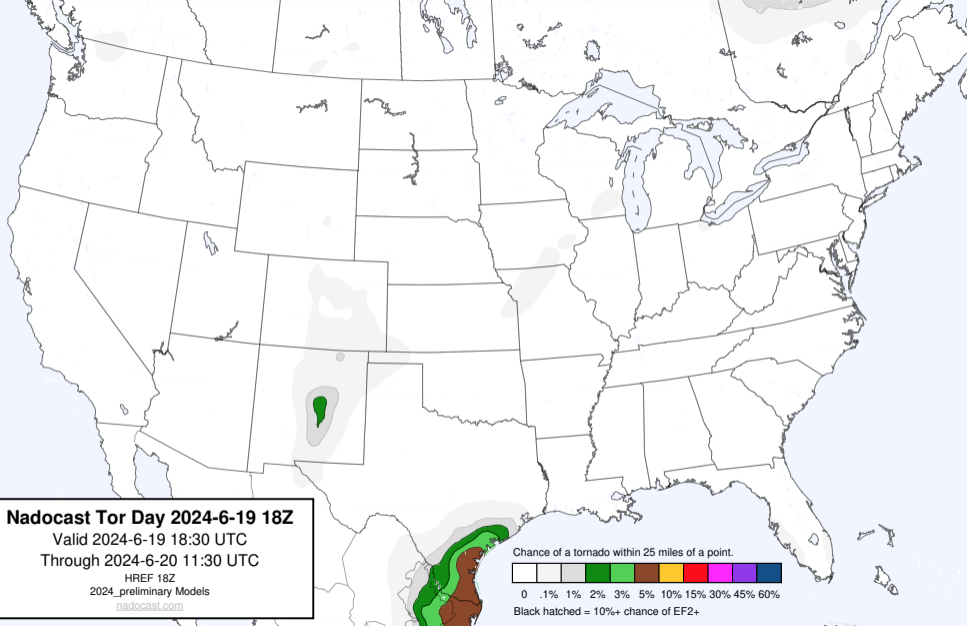 Nadocast Tor Day 2024-6-19 18Z
Valid 2024-6-19 18:30 UTC
Through 2024-6-20 11:30 UTC
HREF 18Z
2024_preliminary Models
nadocast.com
Chance of a tornado within 25 miles of a point.
0 .1% 1% 2% 3% 5% 10% 15% 30% 45% 60%
Black hatched = 10%+ chance of EF2+